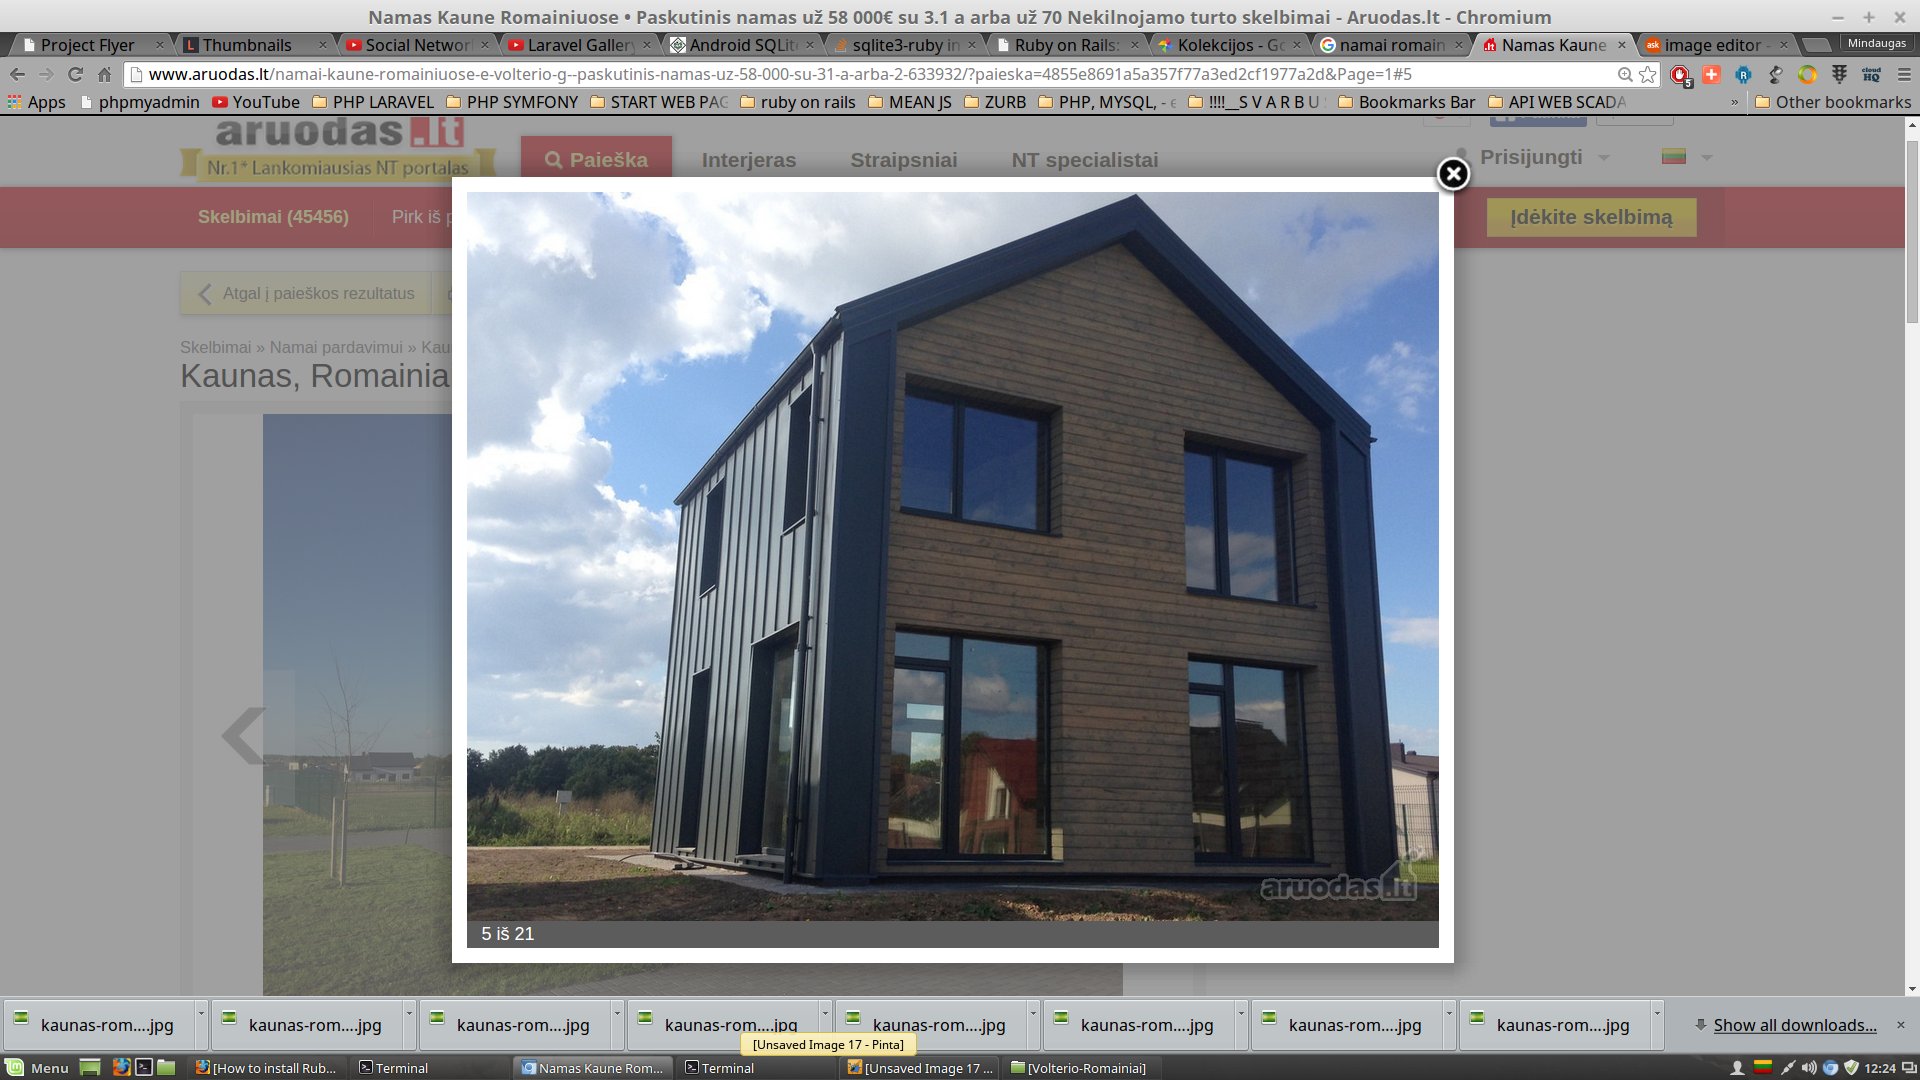 Namas Kaune Romainiuose • Paskutinis namas už 58 000€ su 3.1 a arba už 70 Nekilnojamo turto skelbimai - Aruodas.lt - Chromium
Project Flyer
Thumbnails
Social Networ
Laravel Gallery
Android SQLit
sqlite3-ruby in
Ruby on Rails:
Kolekcijos - Go
namai romain
Namas Kaune
image editor -
Mindaugas
www.aruodas.lt/namai-kaune-romainiuose-e-volterio-g--paskutinis-namas-uz-58-000-su-31-a-arba-2-633932/?paieska=4855e8691a5a357f77a3ed2cf1977a2d&Page=1#5
5
cloud HQ
Apps
phpmyadmin
YouTube
PHP LARAVEL
PHP SYMFONY
START WEB PAG
ruby on rails
MEAN JS
ZURB
PHP, MYSQL, - e
!!!!__S V A R B U
Bookmarks Bar
API WEB SCADA
»
Other bookmarks
aruodas.lt
Nr.1* Lankomiausias NT portalas
Paieška
Interjeras
Straipsniai
NT specialistai
Prisijungti
Skelbimai (45456)
Pirk iš p
Įdėkite skelbimą
Atgal į paieškos rezultatus
Skelbimai » Namai pardavimui » Kau
Kaunas, Romainia
aruodas.lt
5 iš 21
kaunas-rom....jpg
kaunas-rom....jpg
kaunas-rom....jpg
kaunas-rom....jpg
kaunas-rom....jpg
kaunas-rom....jpg
kaunas-rom....jpg
kaunas-rom....jpg
Show all downloads...
[Unsaved Image 17 - Pinta]
Menu
[How to install Rub...
Terminal
Namas Kaune Rom...
Terminal
[Unsaved Image 17 ...
[Volterio-Romainiai]
12:24